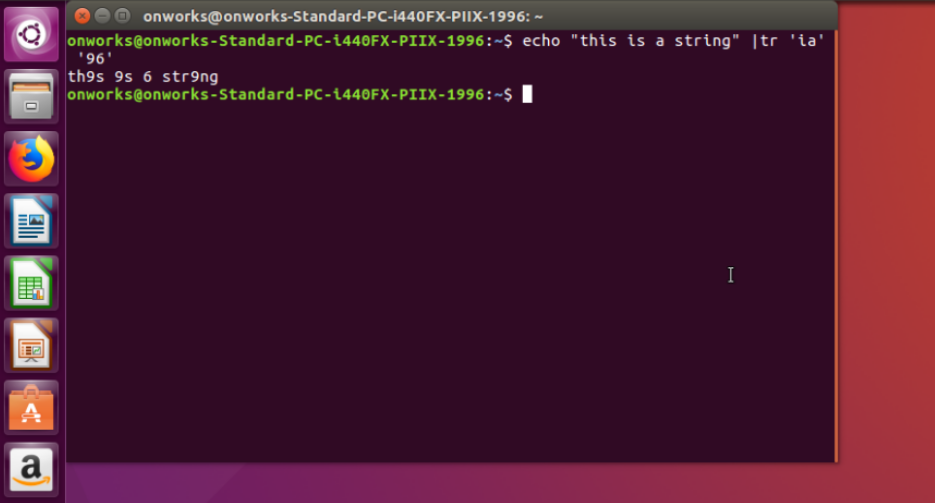 onworks@onworks-Standard-PC-i440FX-PIIX-1996: ~
onworks@onworks-Standard-PC-i440FX-PIIX-1996:~$ echo "this is a string" |tr 'ia'
'96'
th9s 9s 6 str9ng
onworks@onworks-Standard-PC-i440FX-PIIX-1996:~$